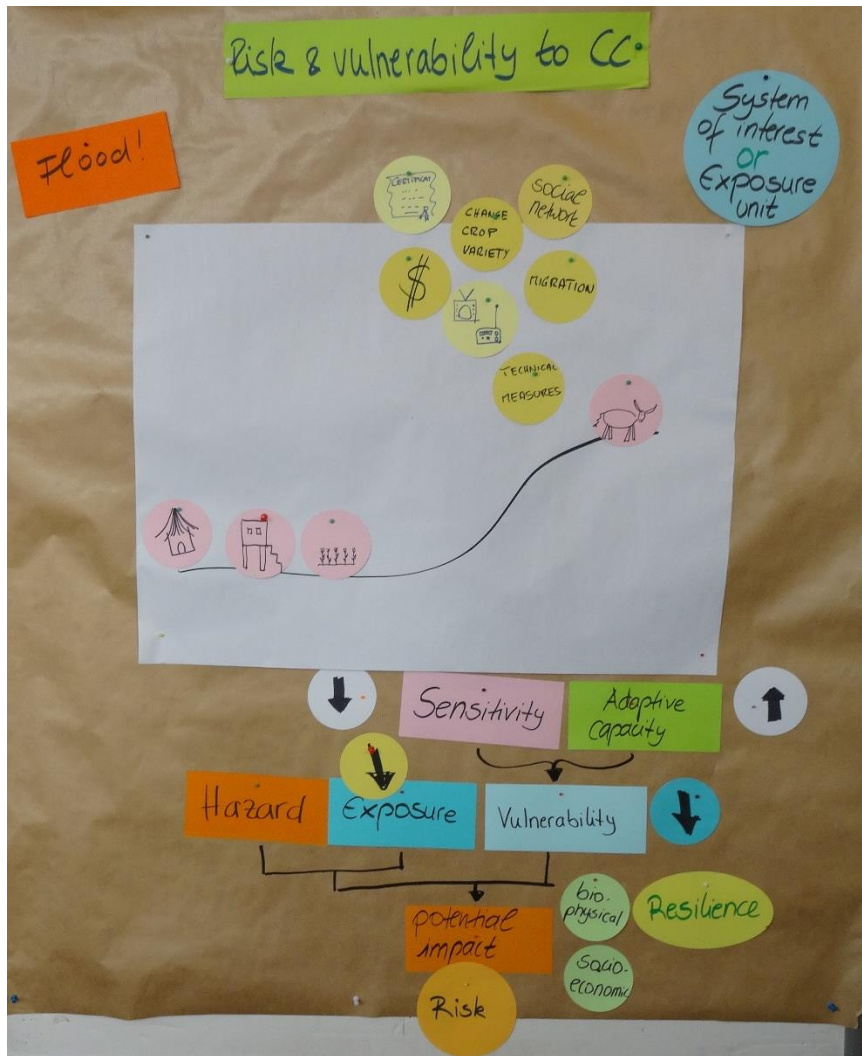 Risk & vulnerability to CC
Flood!
System
of interest
or
Exposure
unit
CERTIFICAT
CHANGE
CROP
VARIETY
SOCIAL
NETWORK
$
MIGRATION
TECHNICAL
MEASURES
Sensitivity
Adaptive
capacity
Hazard
Exposure
Vulnerability
potential
impact
bio-
physical
Resilience
Socio-
economic
Risk